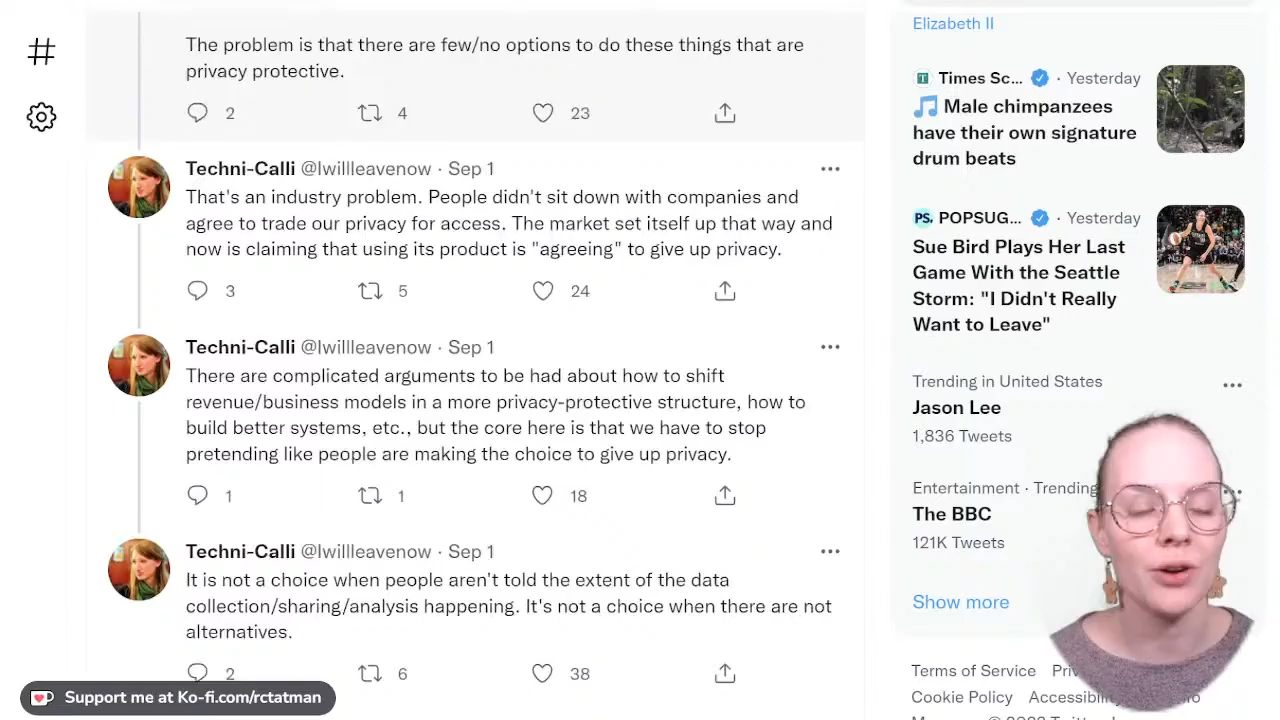 The problem is that there are few/no options to do these things that are
privacy protective.
2
4
23
Techni-Calli @Iwillleavenow · Sep 1
That's an industry problem. People didn't sit down with companies and
agree to trade our privacy for access. The market set itself up that way and
now is claiming that using its product is "agreeing" to give up privacy.
3
5
24
Techni-Calli @Iwillleavenow · Sep 1
There are complicated arguments to be had about how to shift
revenue/business models in a more privacy-protective structure, how to
build better systems, etc., but the core here is that we have to stop
pretending like people are making the choice to give up privacy.
1
1
18
Techni-Calli @Iwillleavenow · Sep 1
It is not a choice when people aren't told the extent of the data
collection/sharing/analysis happening. It's not a choice when there are not
alternatives.
2
6
38
Support me at Ko-fi.com/rctatman
Elizabeth II
Times Sc... · Yesterday
Male chimpanzees
have their own signature
drum beats
PS. POPSUG... · Yesterday
Sue Bird Plays Her Last
Game With the Seattle
Storm: "I Didn't Really
Want to Leave"
Trending in United States
Jason Lee
1,836 Tweets
Entertainment · Trending
The BBC
121K Tweets
Show more
Terms of Service
Cookie Policy